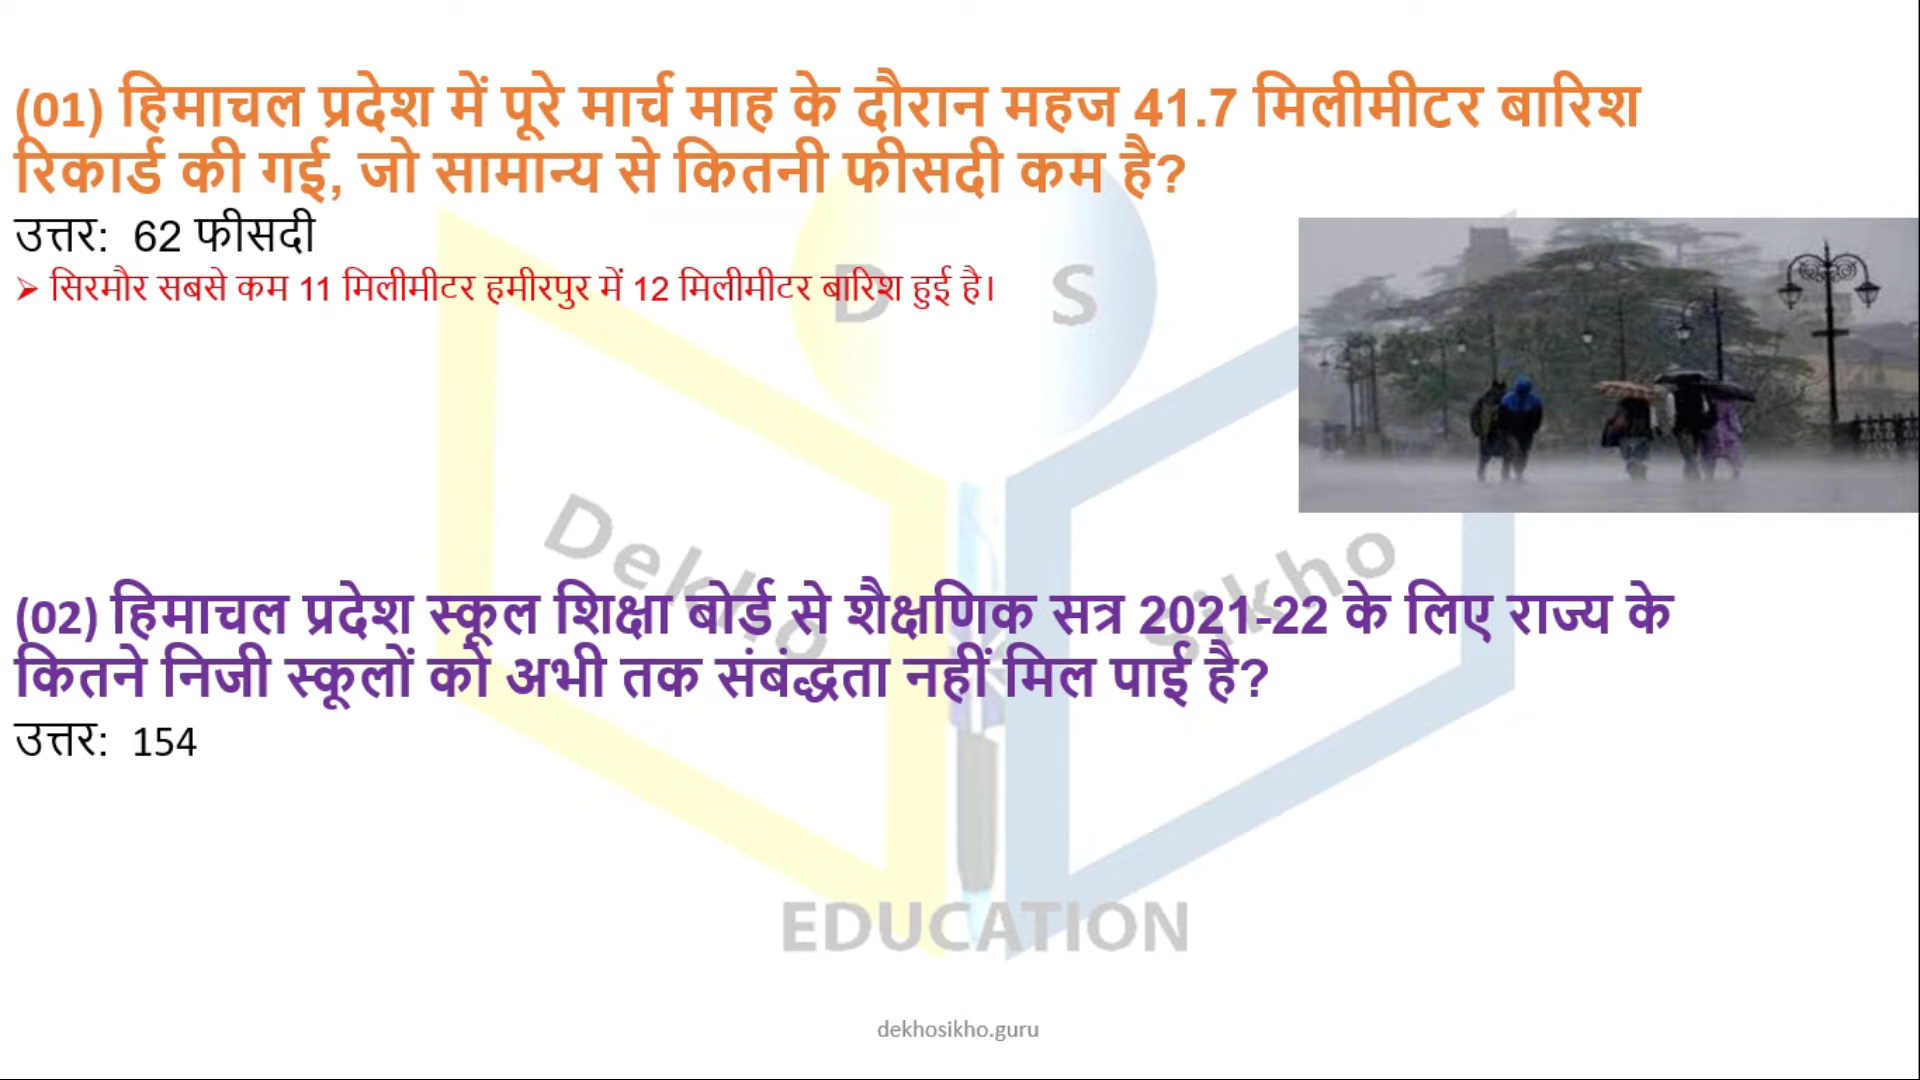 (01) हिमाचल प्रदेश में पूरे मार्च माह के दौरान महज 41.7 मिलीमीटर बारिश
रिकार्ड की गई, जो सामान्य से कितनी फीसदी कम है?
उत्तर: 62 फीसदी
➢ सिरमौर सबसे कम 11 मिलीमीटर हमीरपुर में 12 मिलीमीटर बारिश हुई है।
D S
Dekho Sikho
(02) हिमाचल प्रदेश स्कूल शिक्षा बोर्ड से शैक्षणिक सत्र 2021-22 के लिए राज्य के
कितने निजी स्कूलों को अभी तक संबंद्धता नहीं मिल पाई है?
उत्तर: 154
EDUCATION
dekhosikho.guru